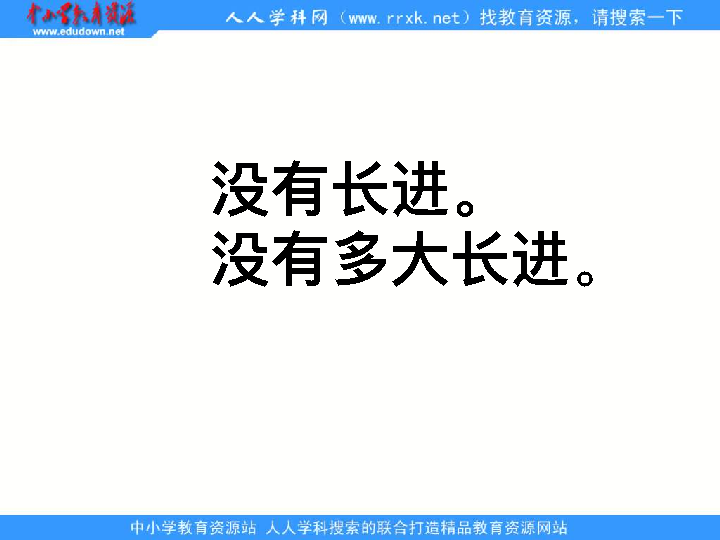 中小学教育资源
www.edudown.net
人人学科网（www.rrxk.net）找教育资源，请搜索一下
没有长进。
没有多大长进。
中小学教育资源站 人人学科搜索的联合打造精品教育资源网站